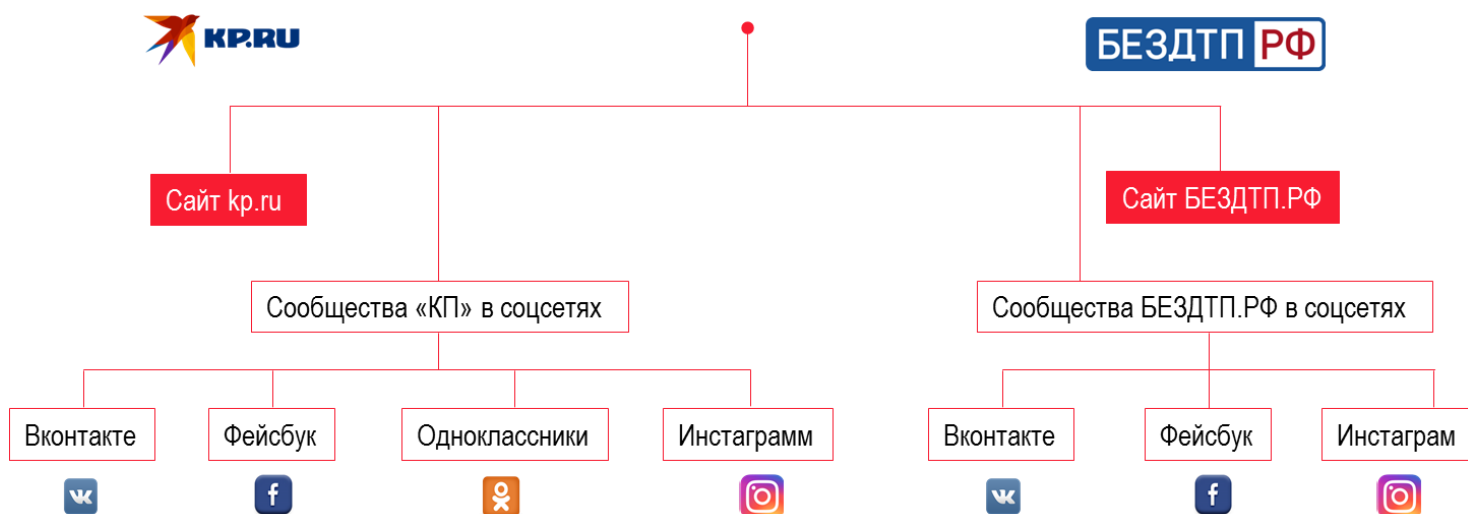 KP.RU
БЕЗДТП РФ
Сайт kp.ru
Сайт БЕЗДТП.РФ
Сообщества «КП» в соцсетях
Сообщества БЕЗДТП.РФ в соцсетях
Вконтакте
Фейсбук
Одноклассники
Инстаграмм
Вконтакте
Фейсбук
Инстаграм